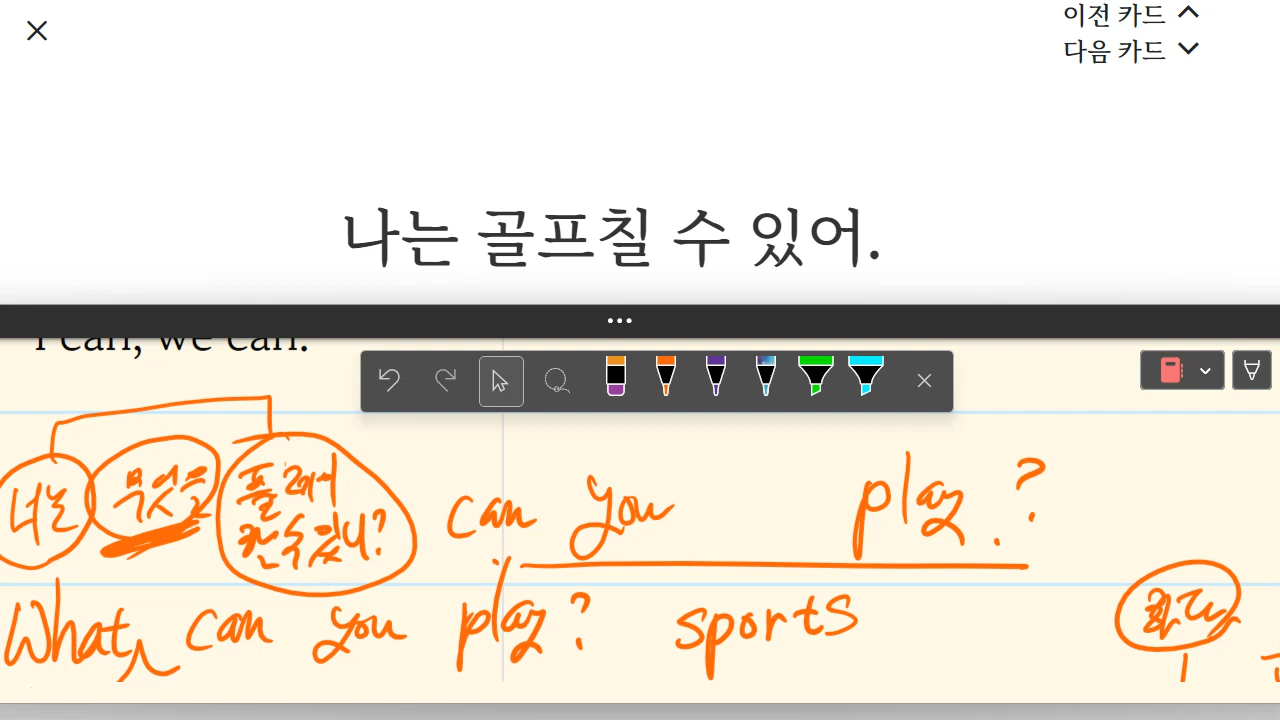 이전 카드
다음 카드
나는 골프칠 수 있어.
I can, we can.
너는 무엇을 플레이 can you play?
할수있니?
What can you play? sports